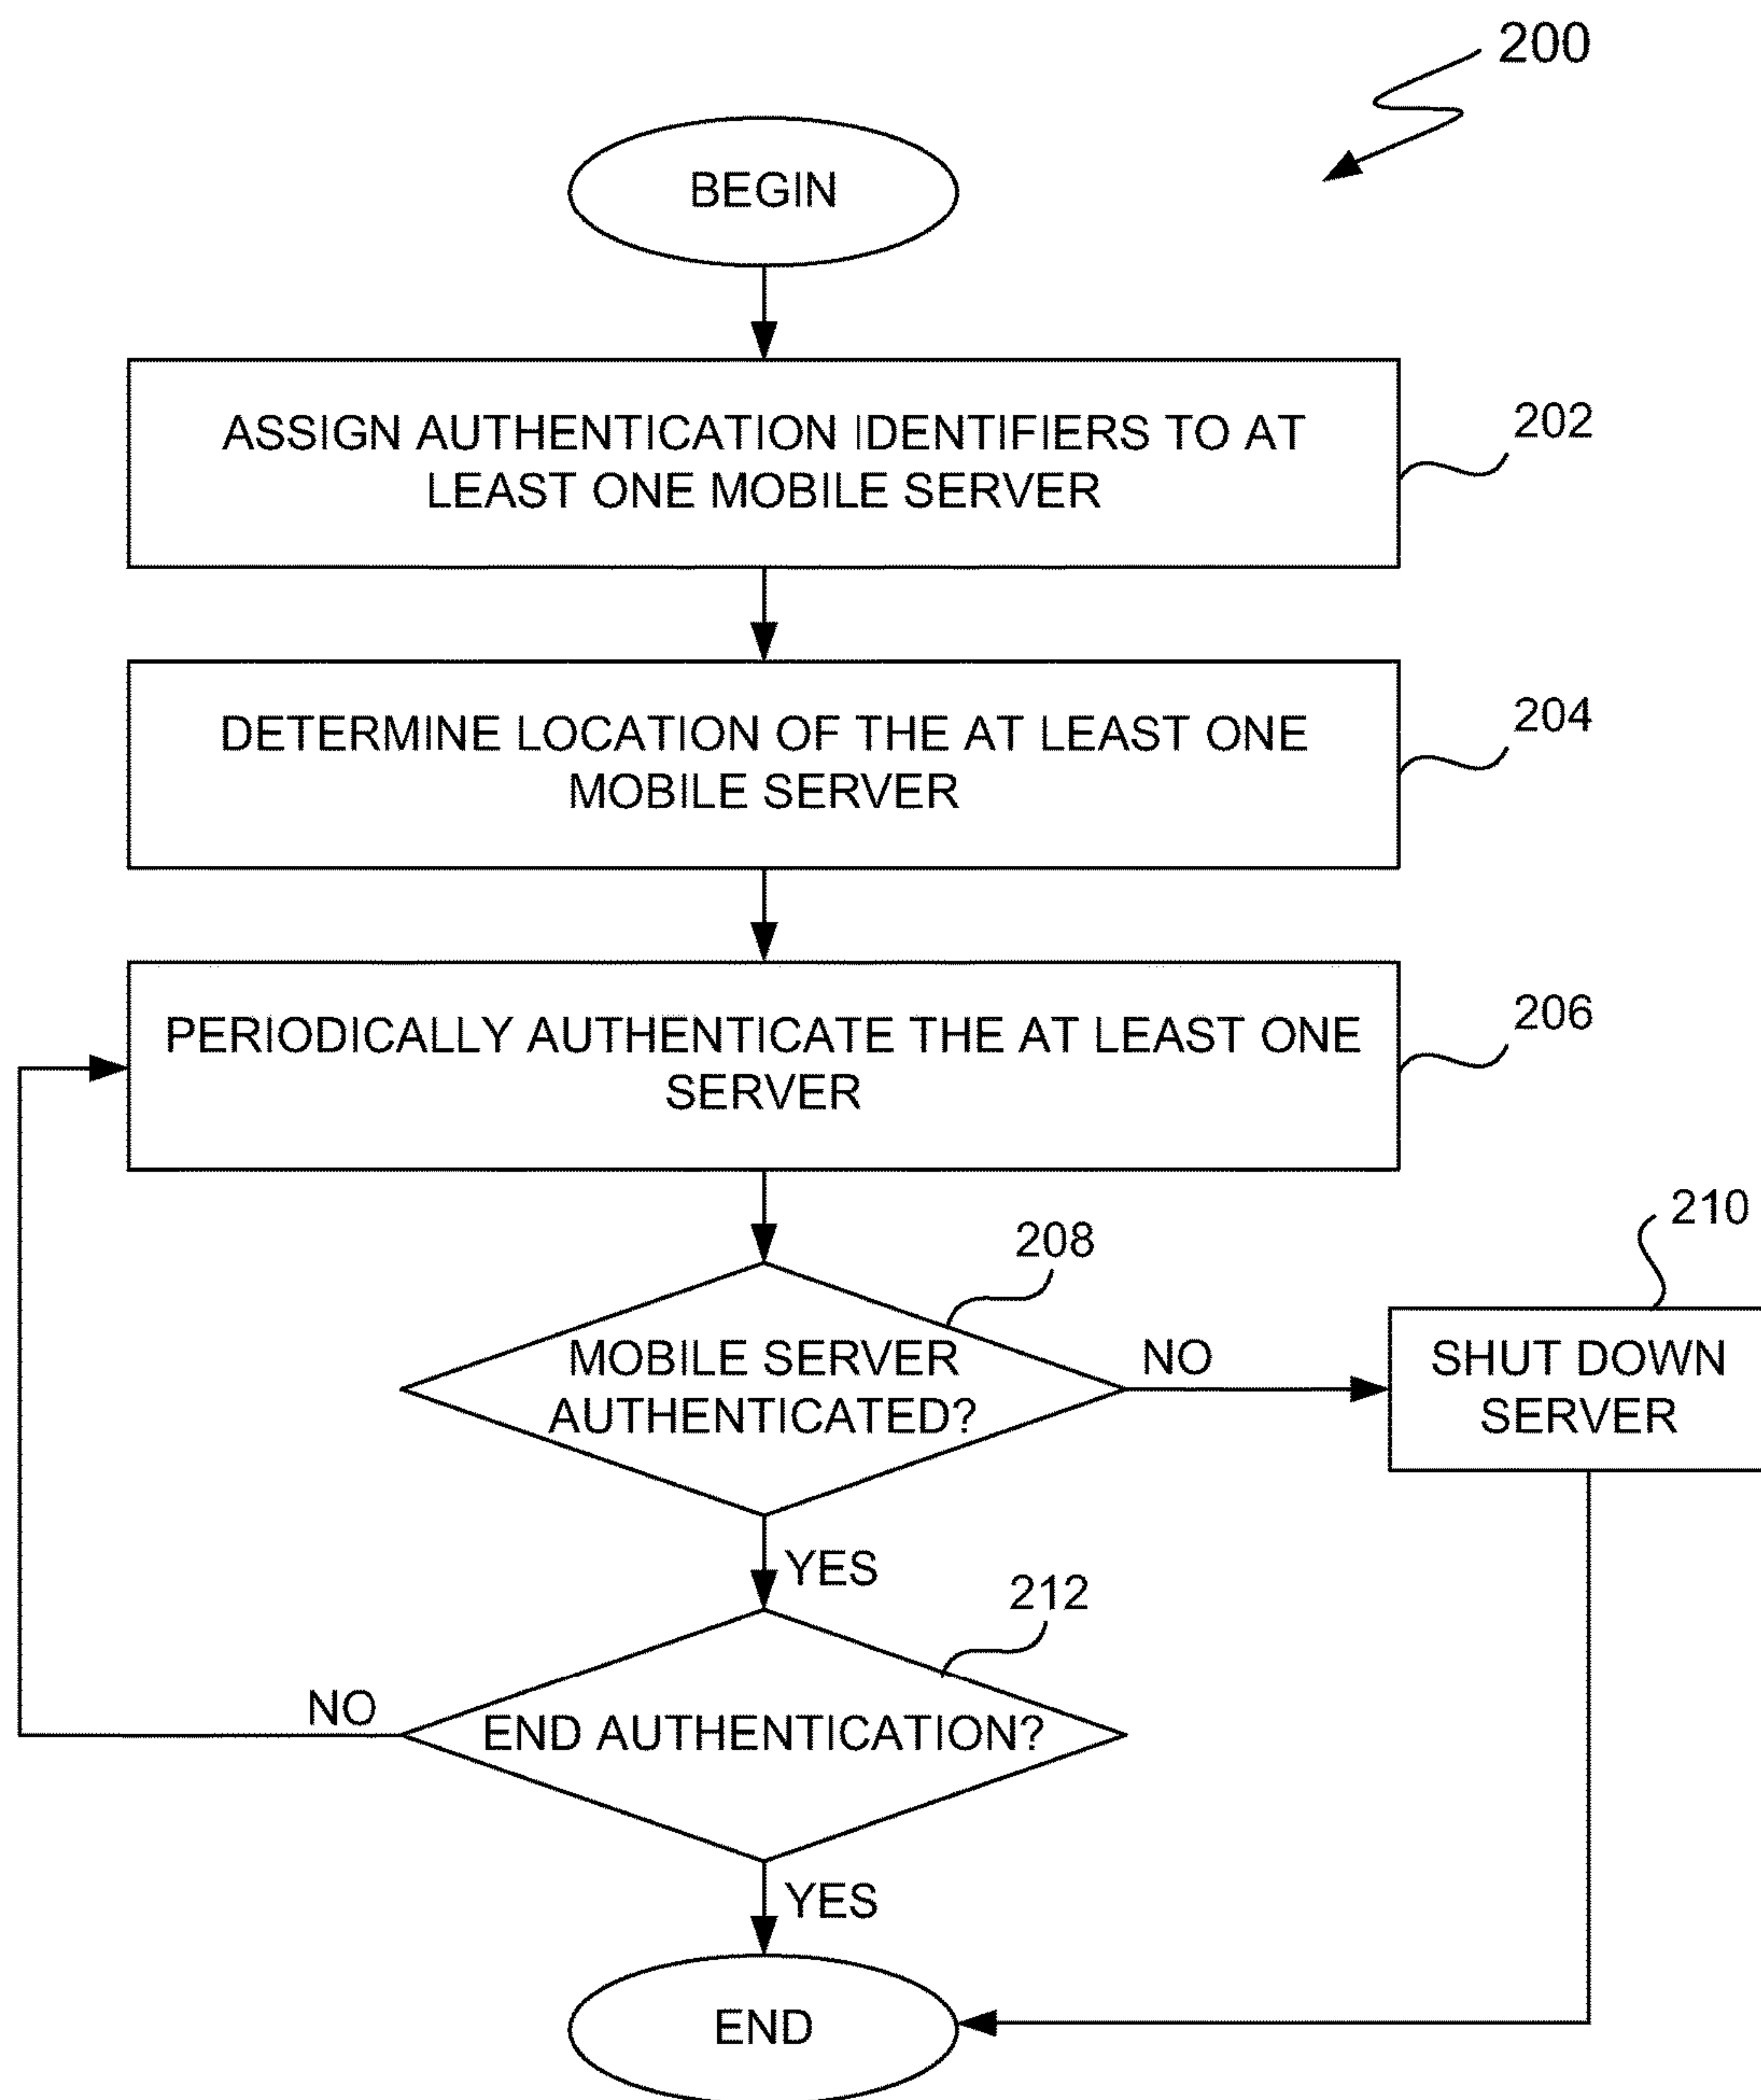 200
BEGIN
ASSIGN AUTHENTICATION IDENTIFIERS TO AT
LEAST ONE MOBILE SERVER
202
DETERMINE LOCATION OF THE AT LEAST ONE
MOBILE SERVER
204
PERIODICALLY AUTHENTICATE THE AT LEAST ONE
SERVER
206
208
MOBILE SERVER
AUTHENTICATED?
NO
210
SHUT DOWN
SERVER
YES
212
END AUTHENTICATION?
NO
YES
END